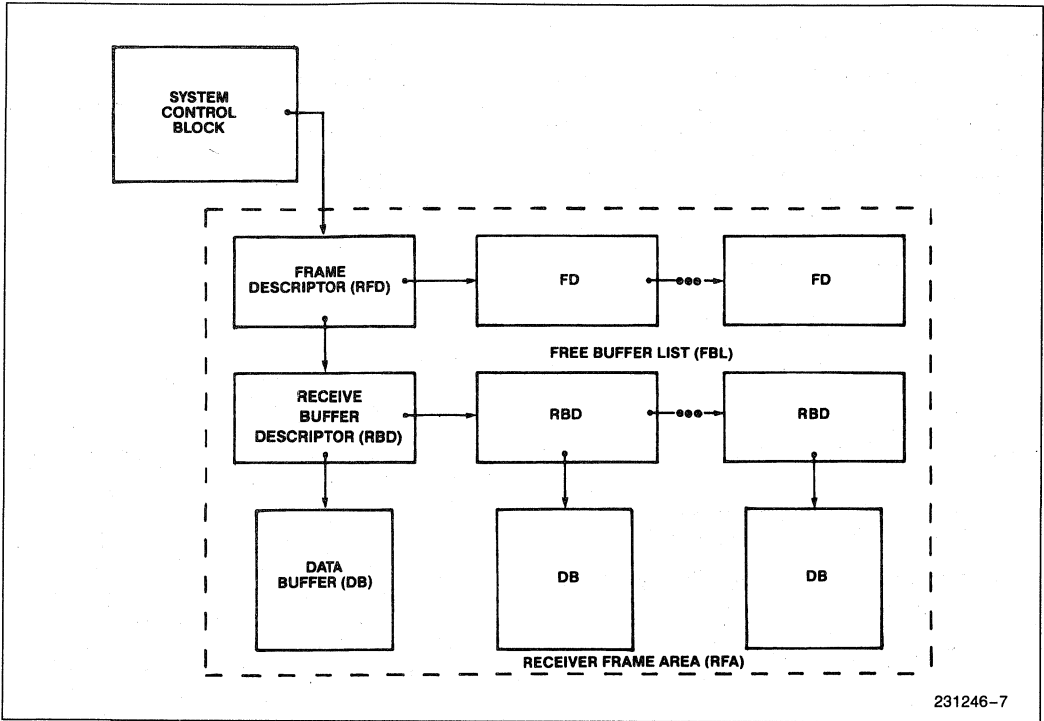 SYSTEM
CONTROL
BLOCK
FRAME
DESCRIPTOR (RFD)
FD
FD
FREE BUFFER LIST (FBL)
RECEIVE
BUFFER
DESCRIPTOR (RBD)
RBD
RBD
DATA
BUFFER (DB)
DB
DB
RECEIVER FRAME AREA (RFA)
231246-7